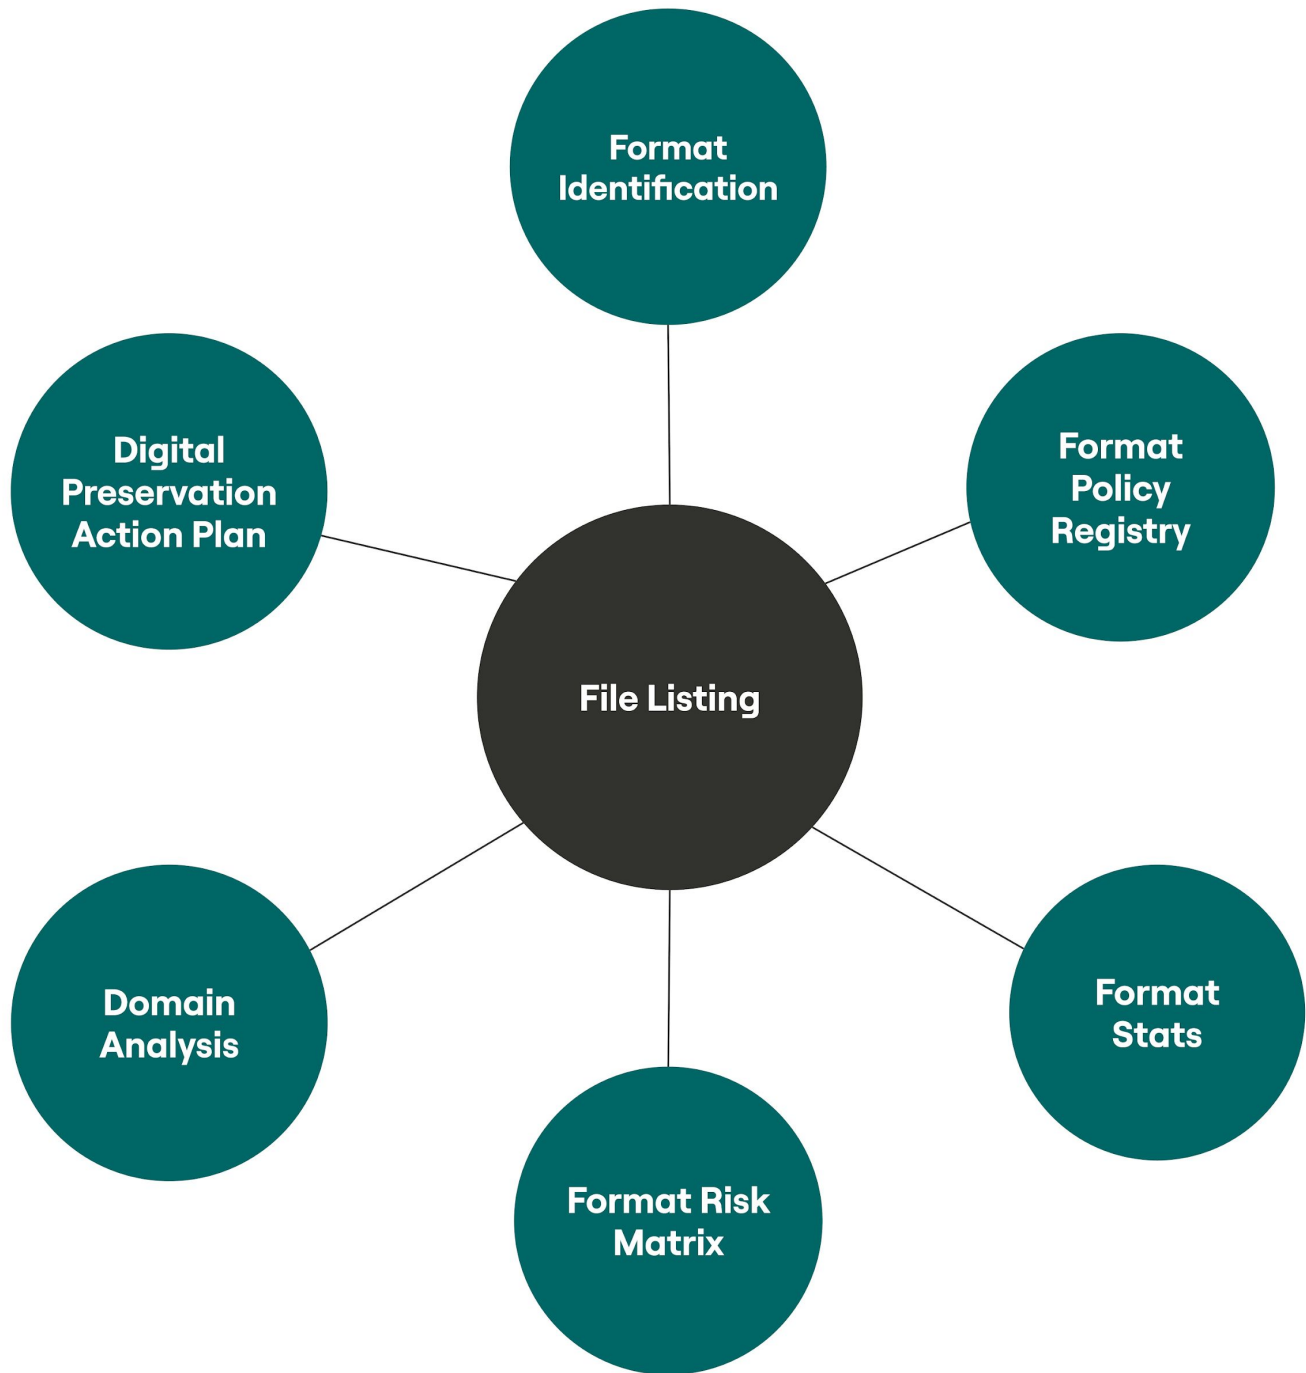 Format
Identification
Digital
Preservation
Action Plan
Format
Policy
Registry
File Listing
Domain
Analysis
Format
Stats
Format Risk
Matrix